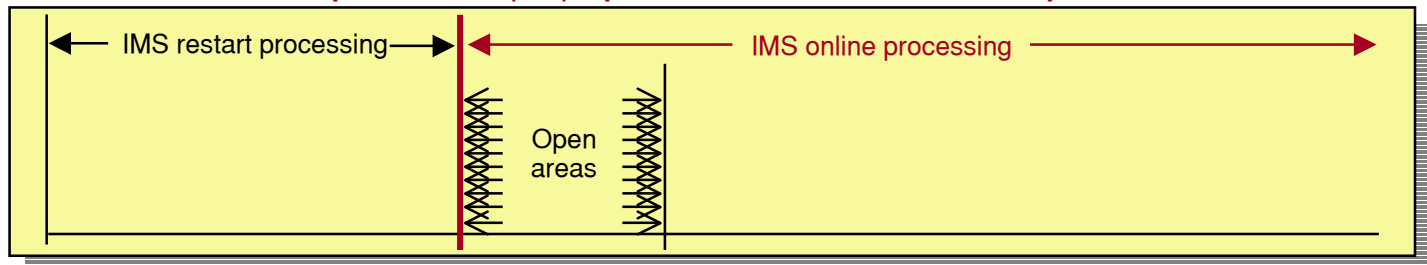 IMS restart processing
IMS online processing
Open
areas